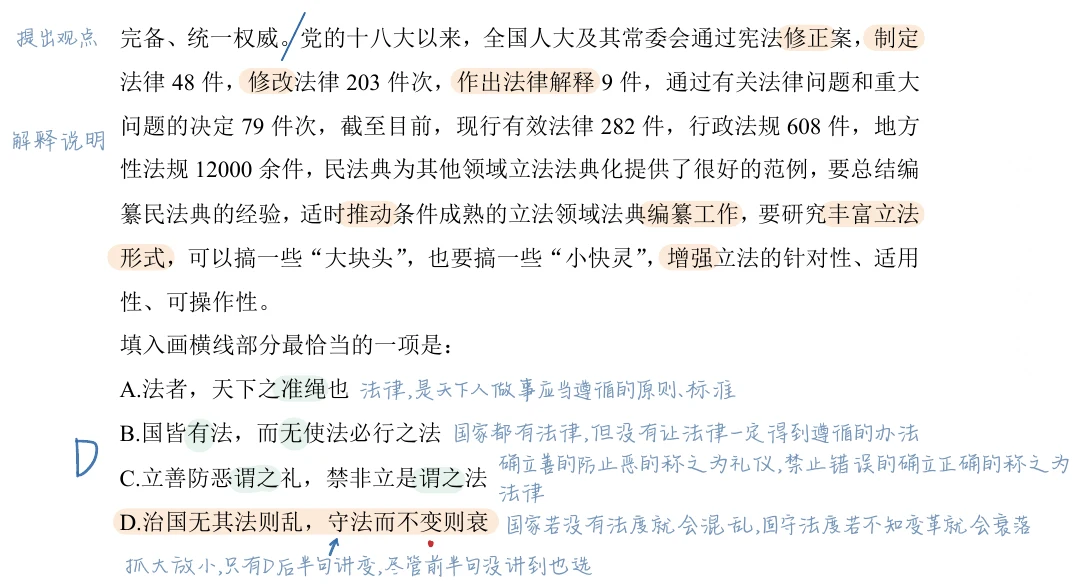 提出观点
完备、统一权威。党的十八大以来，全国人大及其常委会通过宪法修正案，制定
法律 48 件，修改法律 203 件次，作出法律解释 9 件，通过有关法律问题和重大
解释说明
问题的决定 79 件次，截至目前，现行有效法律 282 件，行政法规 608 件，地方
性法规 12000 余件，民法典为其他领域立法法典化提供了很好的范例，要总结编
纂民法典的经验，适时推动条件成熟的立法领域法典编纂工作，要研究丰富立法
形式，可以搞一些“大块头”，也要搞一些“小快灵”，增强立法的针对性、适用
性、可操作性。
填入画横线部分最恰当的一项是：
A.法者，天下之准绳也 法律,是天下人做事应当遵循的原则、标准
B.国皆有法，而无使法必行之法 国家都有法律,但没有让法律一定得到遵循的办法
D
C.立善防恶谓之礼，禁非立是谓之法 确立善的防止恶的称之为礼仪,禁止错误的确立正确的称之为
法律
D.治国无其法则乱，守法而不变则衰 国家若没有法度就会混乱,固守法度若不知变革就会衰落
抓大放小,只有D后半句讲变,尽管前半句没讲到也选